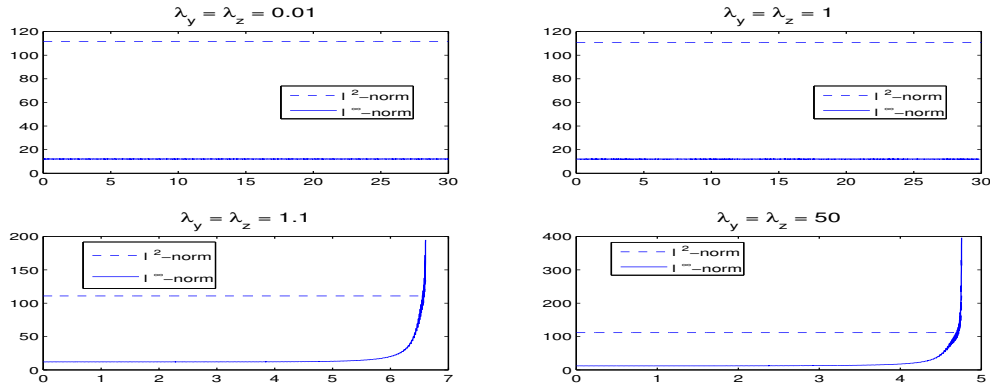 λy = λz = 0.01
120
100
80
60
40
20
0
l 2−norm
l ∞−norm
0 5 10 15 20 25 30
λy = λz = 1
120
100
80
60
40
20
0
l 2−norm
l ∞−norm
0 5 10 15 20 25 30
λy = λz = 1.1
200
150
100
50
0
l 2−norm
l ∞−norm
0 1 2 3 4 5 6 7
λy = λz = 50
400
300
200
100
0
l 2−norm
l ∞−norm
0 1 2 3 4 5